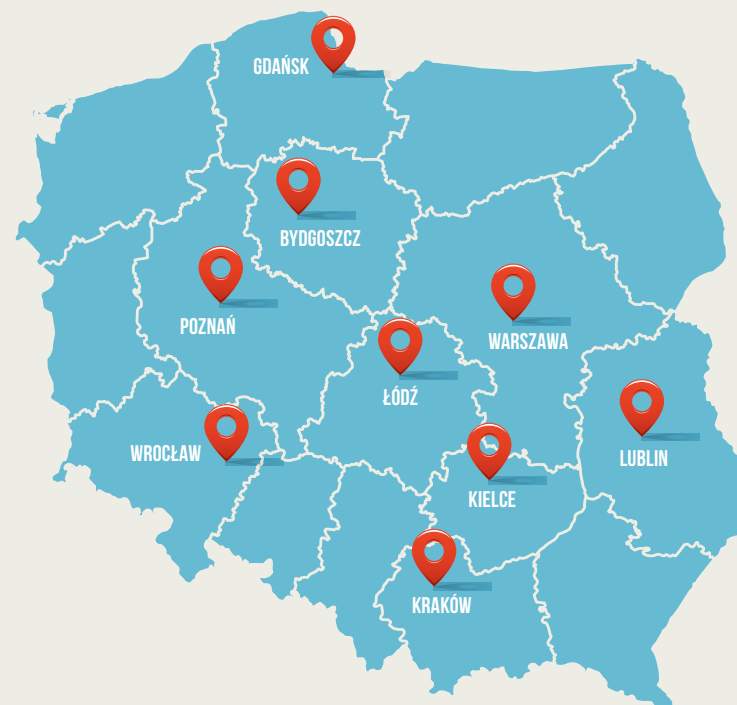 GDAŃSK
BYDGOSZCZ
POZNAŃ
WARSZAWA
ŁÓDŹ
WROCŁAW
LUBLIN
KIELCE
KRAKÓW